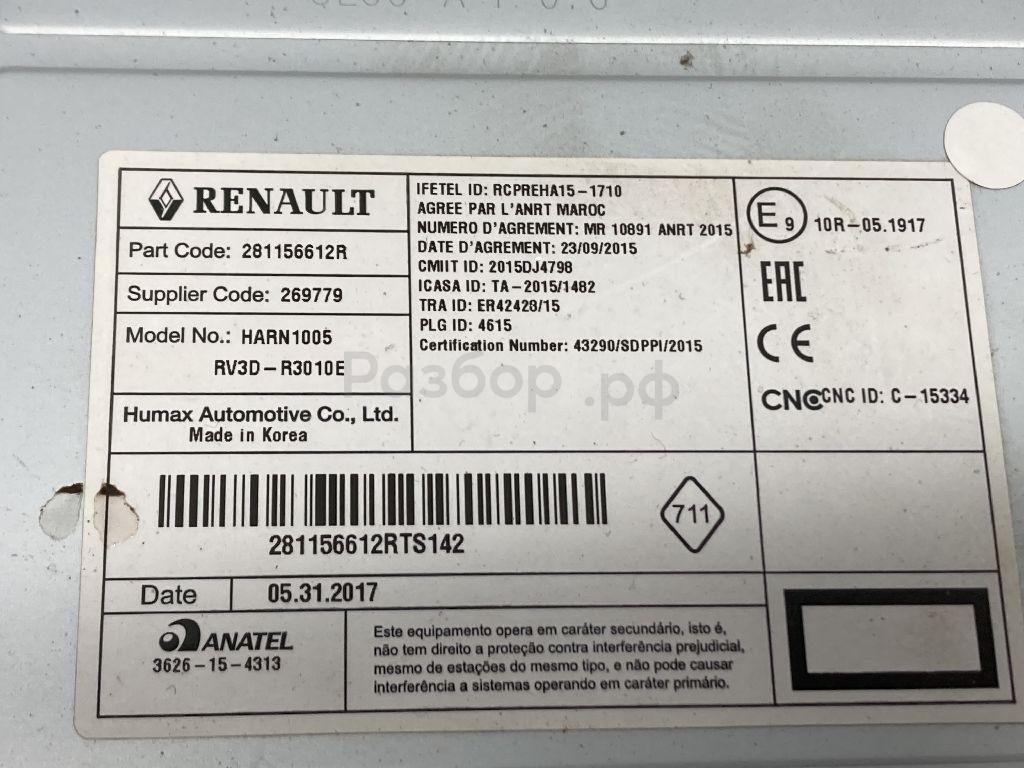 RENAULT
Part Code: 281156612R
Supplier Code: 269779
Model No.: HARN1005
RV3D-R3010E
Humax Automotive Co., Ltd.
Made in Korea
IFETEL ID: RCPREHA15-1710
AGREE PAR L'ANRT MAROC
NUMERO D'AGREMENT: MR 10891 ANRT 2015
DATE D'AGREMENT: 23/09/2015
CMIIT ID: 2015DJ4798
ICASA ID: TA-2015/1482
TRA ID: ER42428/15
PLG ID: 4615
Certification Number: 43290/SDPPI/2015
E9 10R-05.1917
EAC
CE
CNC CNC ID: C-15334
Разбор.рф
281156612RTS142
711
Date 05.31.2017
ANATEL
3626-15-4313
Este equipamento opera em caráter secundário, isto é,
não tem direito a proteção contra interferência prejudicial,
mesmo de estações do mesmo tipo, e não pode causar
interferência a sistemas operando em caráter primário.